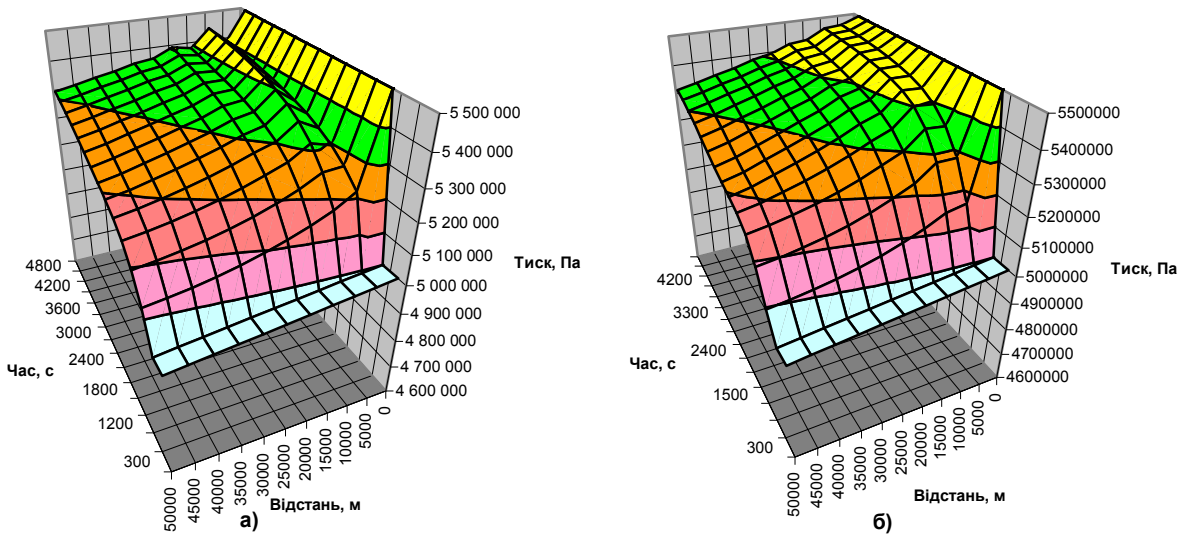 5 500 000
5 400 000
5 300 000
5 200 000
5 100 000
5 000 000
4 900 000
4 800 000
4 700 000
4 600 000
Тиск, Па
4800
4200
3600
3000
2400
1800
1200
300
Час, с
50000
45000
40000
35000
30000
25000
20000
15000
10000
5000
0
Відстань, м
а)
5500000
5400000
5300000
5200000
5100000
5000000
4900000
4800000
4700000
4600000
Тиск, Па
4200
3300
2400
1500
300
Час, с
50000
45000
40000
35000
30000
25000
20000
15000
10000
5000
0
Відстань, м
б)